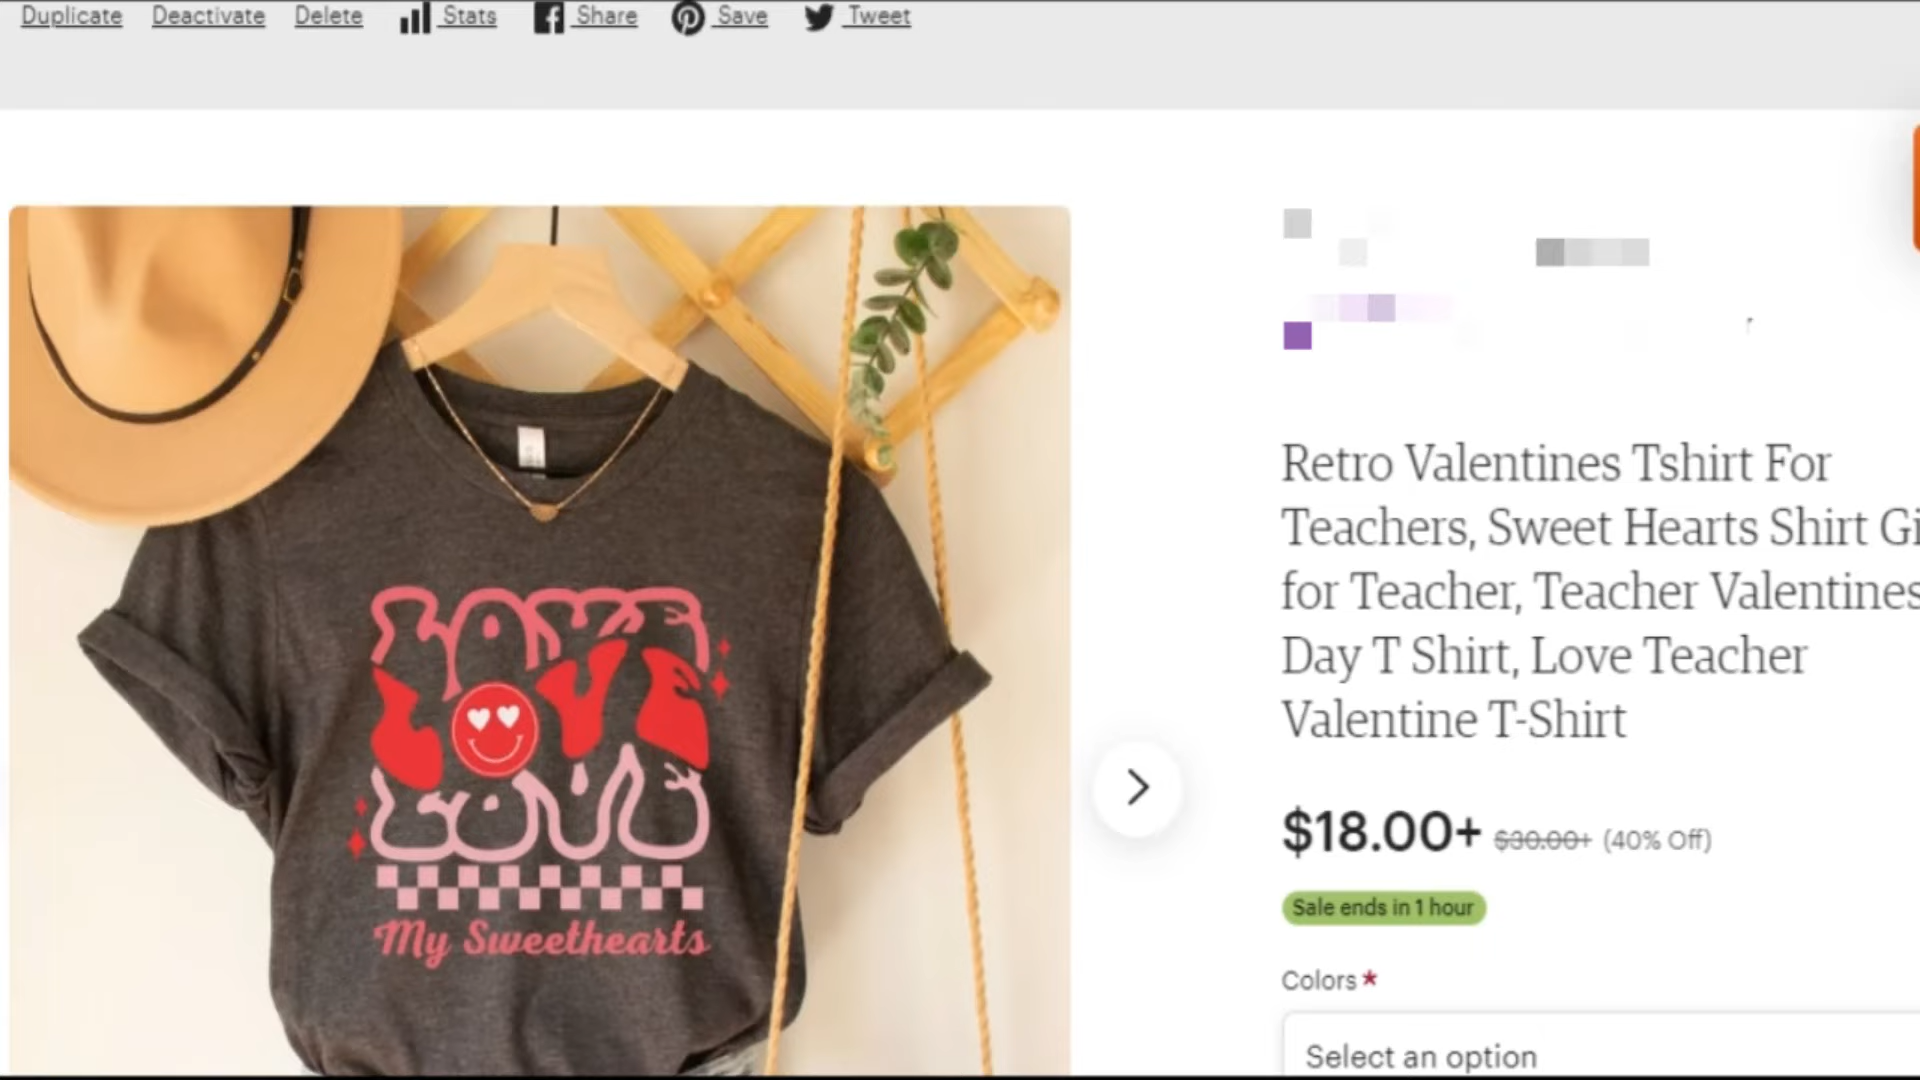 Duplicate Deactivate Delete Stats Share Save Tweet
Retro Valentines Tshirt For
Teachers, Sweet Hearts Shirt Gi
for Teacher, Teacher Valentines
Day T Shirt, Love Teacher
Valentine T-Shirt
$18.00+ $30.00+ (40% Off)
Sale ends in 1 hour
Colors *
Select an option
LOVE
LOVE
LOVE
My Sweethearts